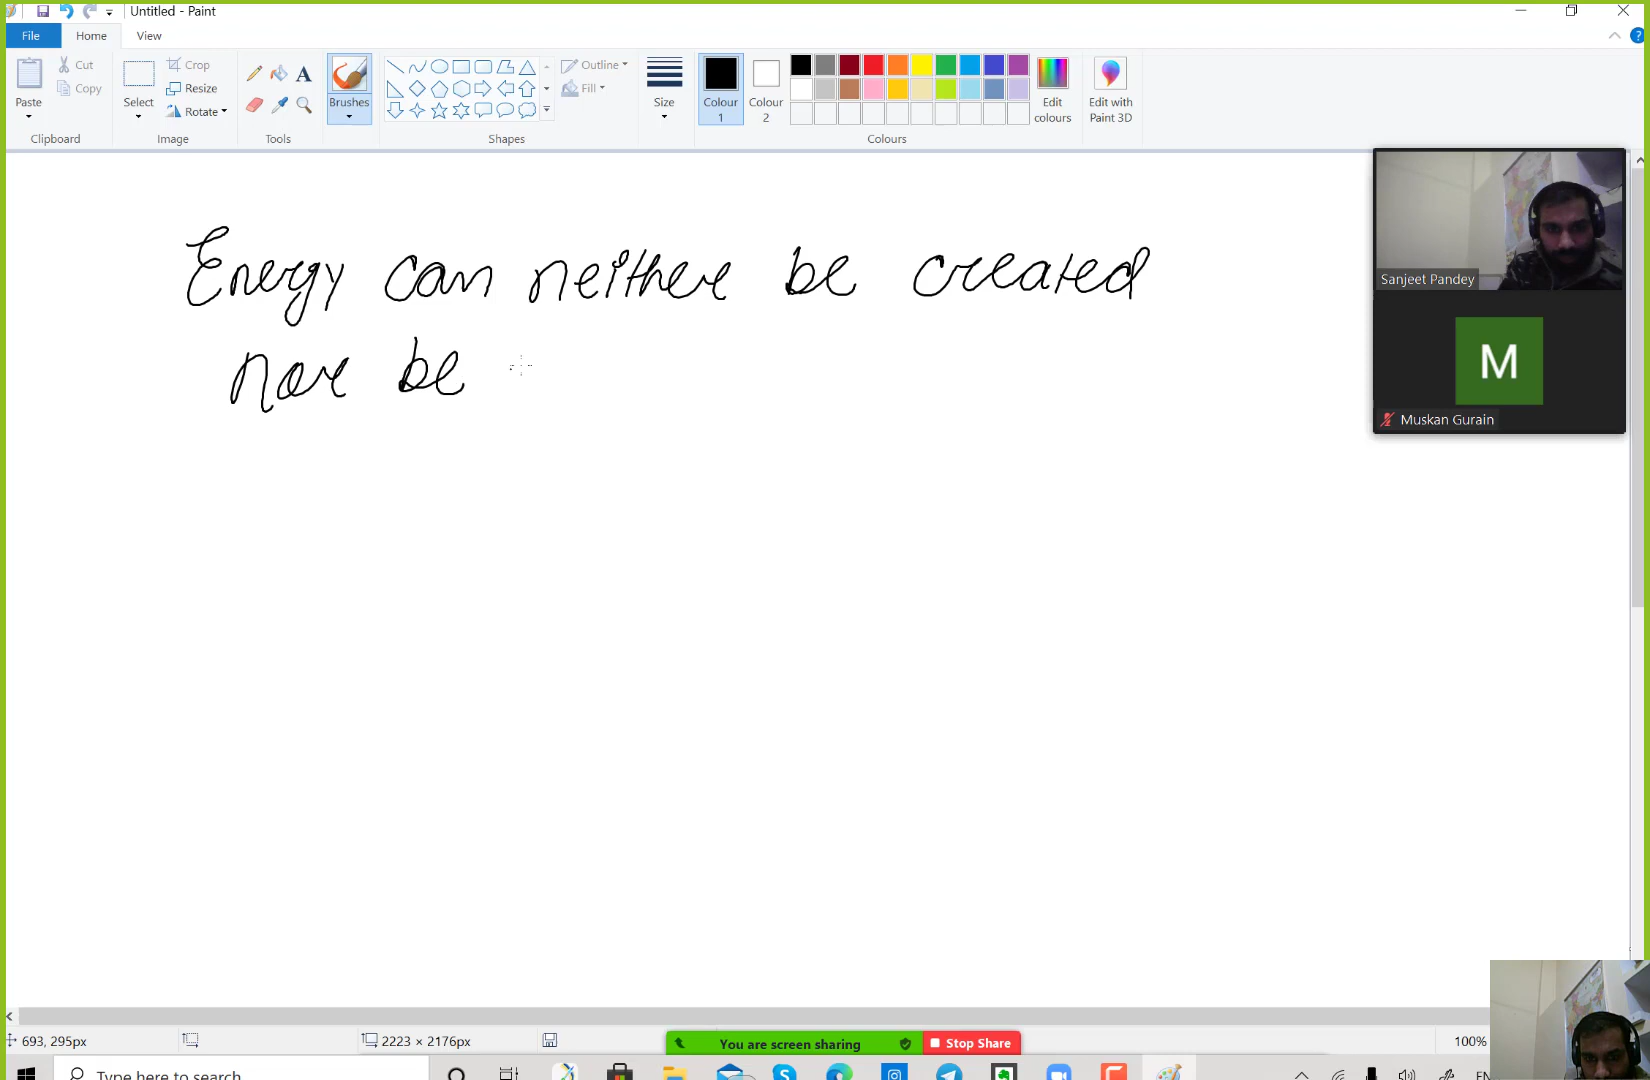 Untitled - Paint
File Home View
Paste Cut Copy Clipboard
Select Crop Resize Rotate Image
Tools
Brushes
Shapes Outline Fill
Size
Colour 1 Colour 2 Colours
Edit colours
Edit with Paint 3D
Energy can neither be created
nor be
Sanjeet Pandey
M
Muskan Gurain
693, 295px
2223 × 2176px
You are screen sharing
Stop Share
100%
Type here to search